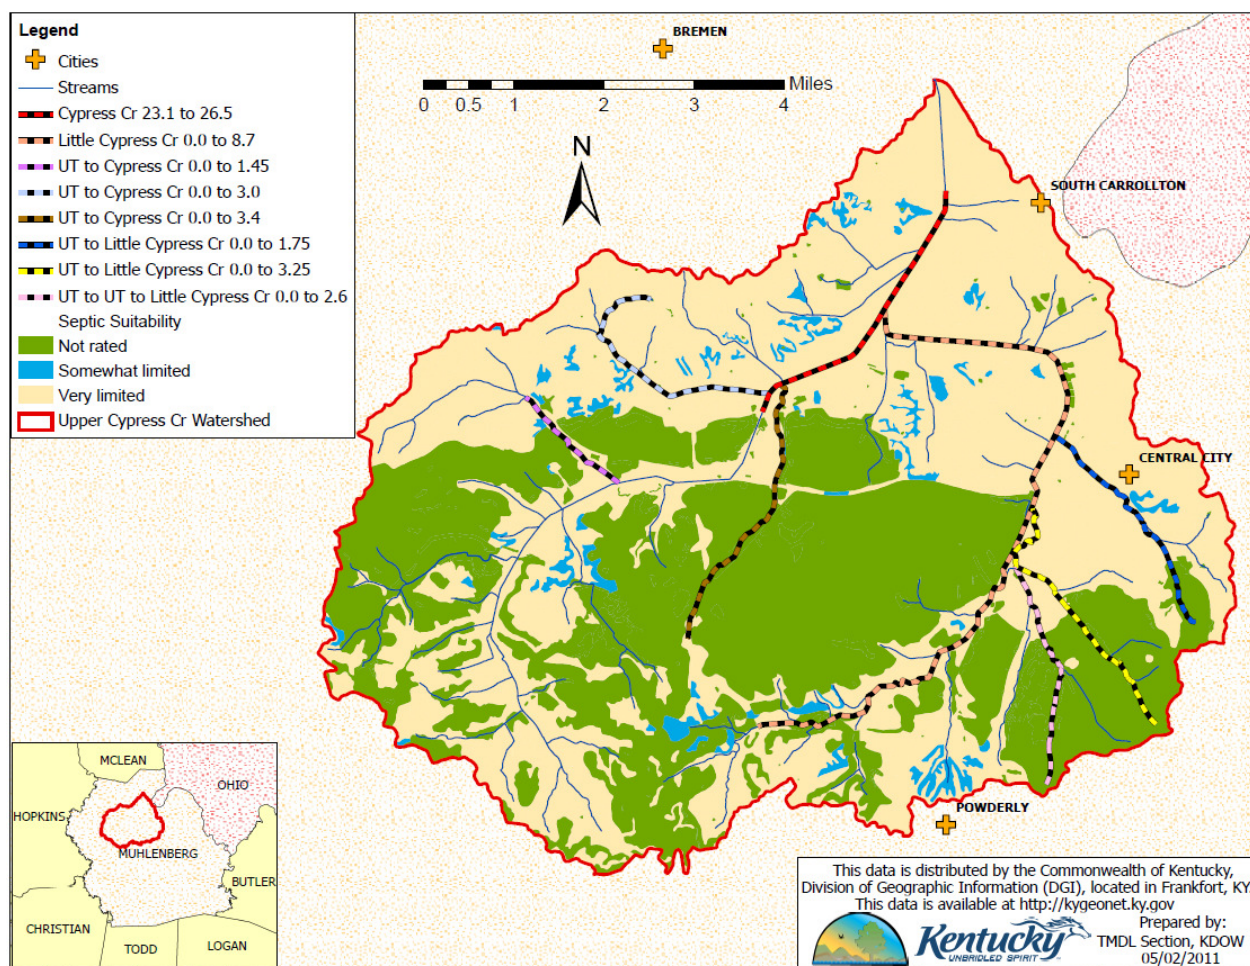 Legend
Cities
Streams
Cypress Cr 23.1 to 26.5
Little Cypress Cr 0.0 to 8.7
UT to Cypress Cr 0.0 to 1.45
UT to Cypress Cr 0.0 to 3.0
UT to Cypress Cr 0.0 to 3.4
UT to Little Cypress Cr 0.0 to 1.75
UT to Little Cypress Cr 0.0 to 3.25
UT to UT to Little Cypress Cr 0.0 to 2.6
Septic Suitability
Not rated
Somewhat limited
Very limited
Upper Cypress Cr Watershed
BREMEN
Miles
0 0.5 1 2 3 4
N
SOUTH CARROLLTON
CENTRAL CITY
POWDERLY
MCLEAN
OHIO
HOPKINS
MUHLENBERG
BUTLER
CHRISTIAN
TODD
LOGAN
This data is distributed by the Commonwealth of Kentucky,
Division of Geographic Information (DGI), located in Frankfort, KY.
This data is available at http://kygeonet.ky.gov
Prepared by:
TMDL Section, KDOW
05/02/2011
Kentucky
UNBRIDLED SPIRIT